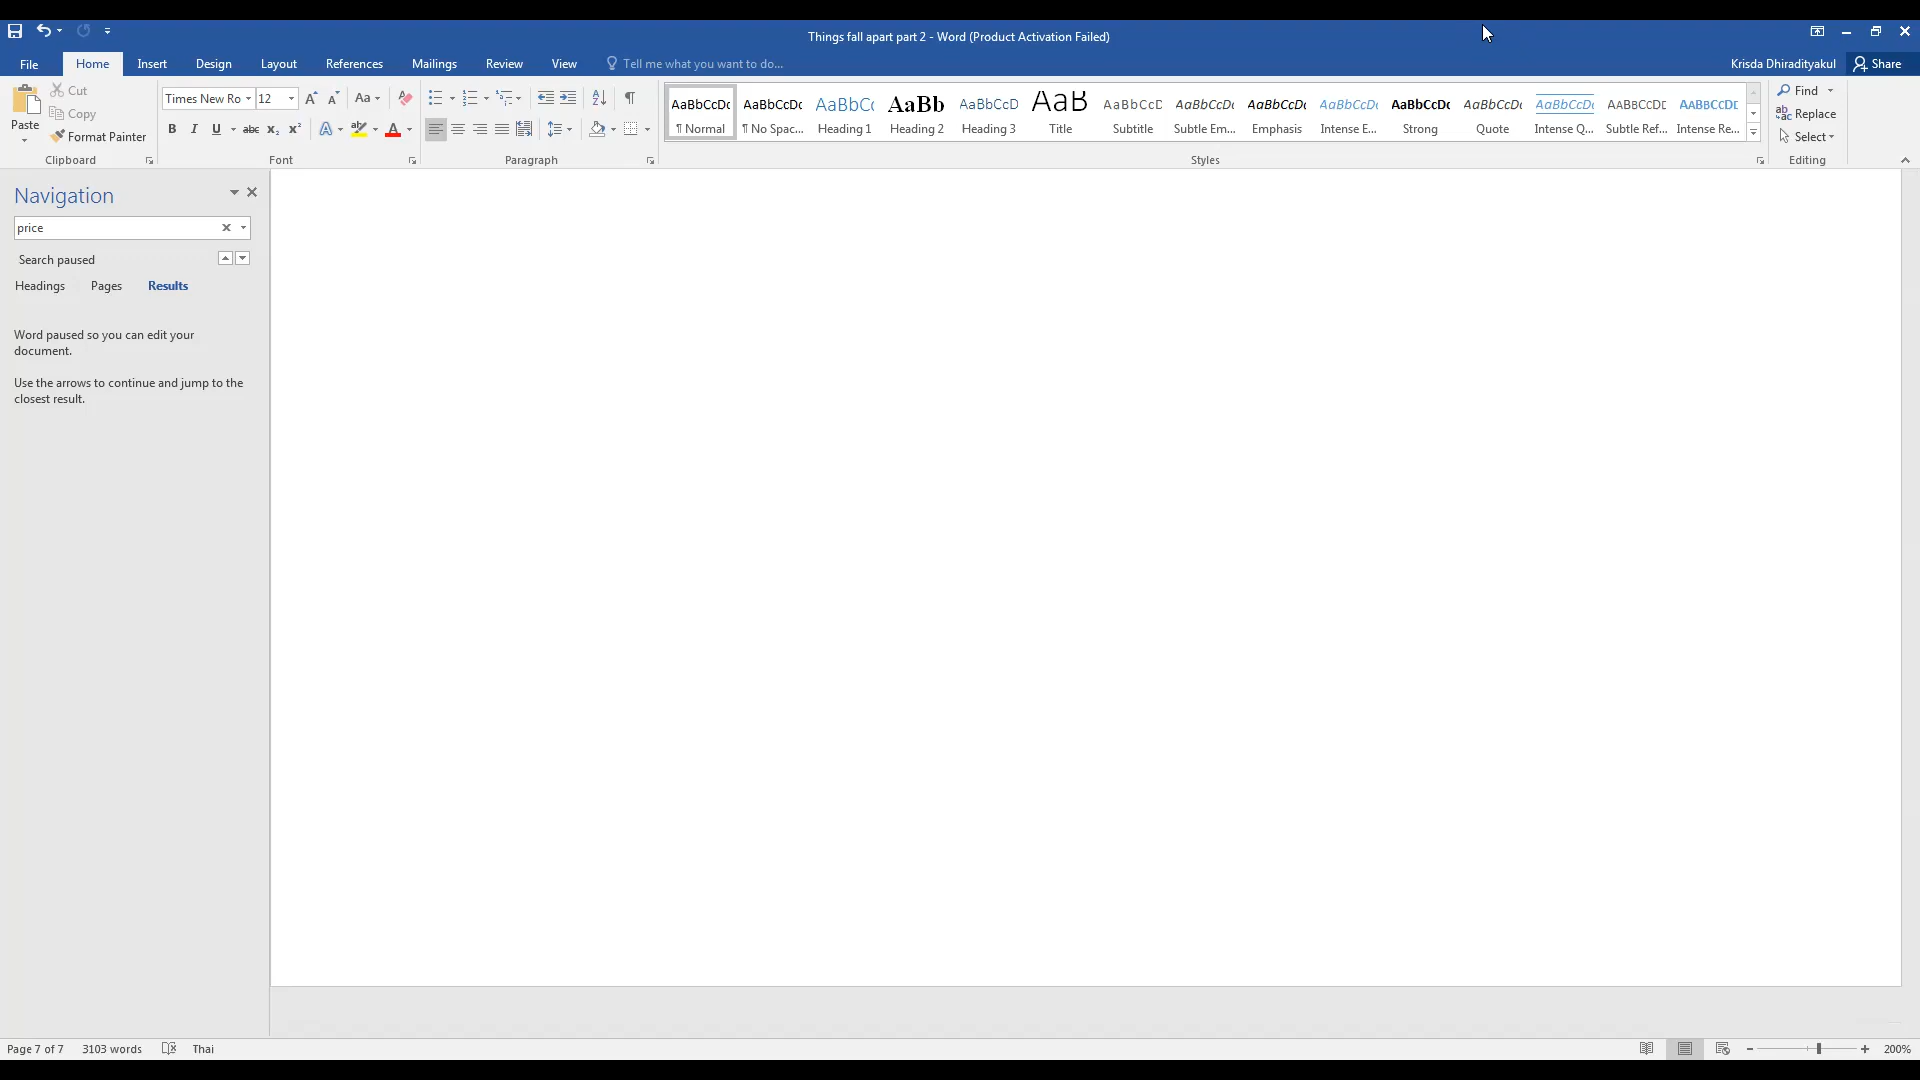 Things fall apart part 2 - Word (Product Activation Failed)
File Home Insert Design Layout References Mailings Review View Tell me what you want to do... Krisda Dhiradityakul Share
Paste
Cut
Copy
Format Painter
Clipboard
Times New Ro 12
Aa
B I U abc X₂ X²
A
Font
Paragraph
AaBbCcDc AaBbCcDc AaBbCc AaBb AaBbCcD AaB AaBbCcD AaBbCcDc AaBbCcDc AaBbCcDc AaBbCcDc AaBbCcDc AaBbCcDc AABBCCDE AABBCCDE
¶ Normal ¶ No Spac... Heading 1 Heading 2 Heading 3 Title Subtitle Subtle Em... Emphasis Intense E... Strong Quote Intense Q... Subtle Ref... Intense Re...
Styles
Find
Replace
Select
Editing
Navigation
price
Search paused
Headings Pages Results
Word paused so you can edit your
document.
Use the arrows to continue and jump to the
closest result.
Page 7 of 7 3103 words Thai
200%